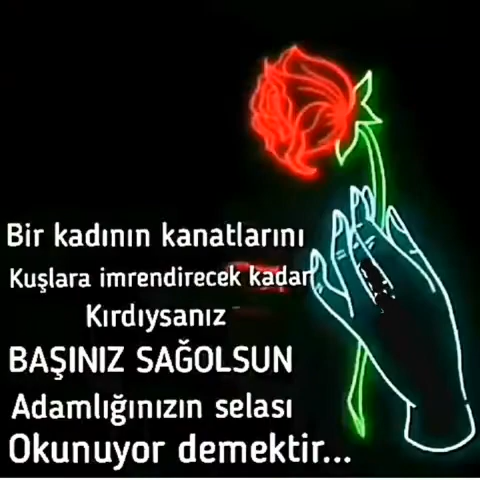 Bir kadının kanatlarını
Kuşlara imrendirecek kadar
Kırdıysanız
BAŞINIZ SAĞOLSUN
Adamlığınızın selası
Okunuyor demektir...